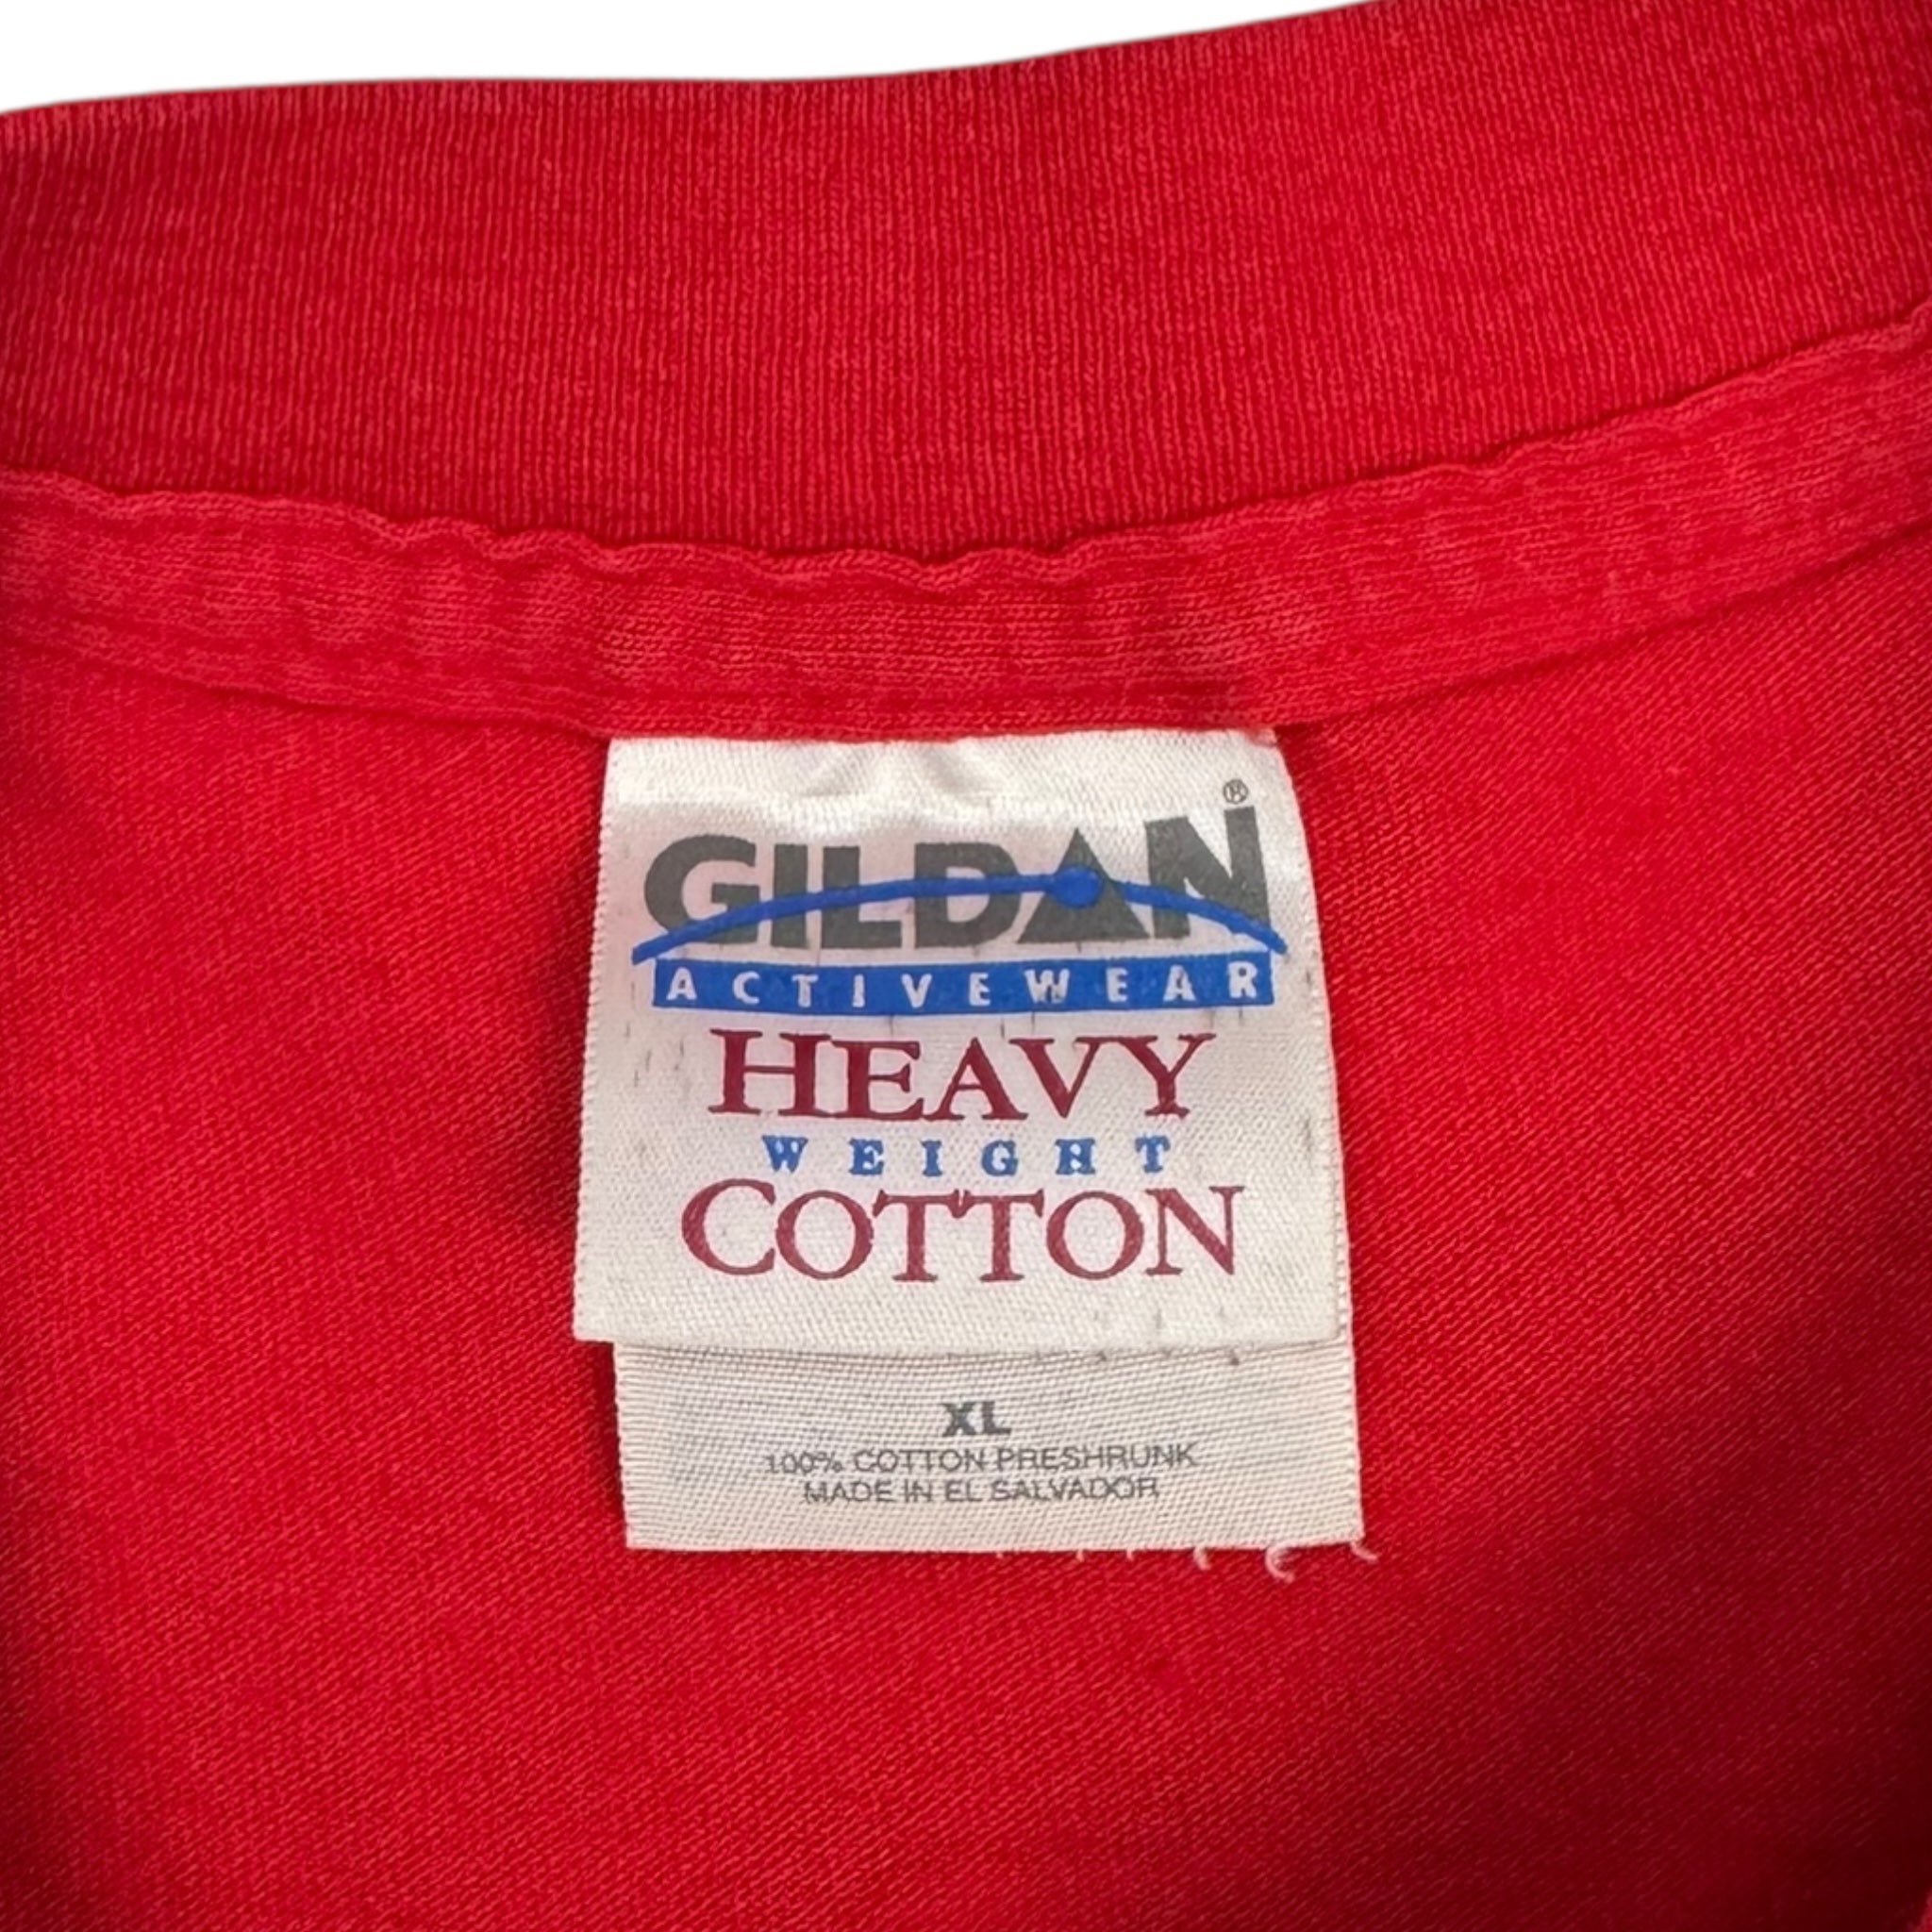 GILDAN®
ACTIVEWEAR
HEAVY
WEIGHT
COTTON
XL
100% COTTON PRESHRUNK
MADE IN EL SALVADOR